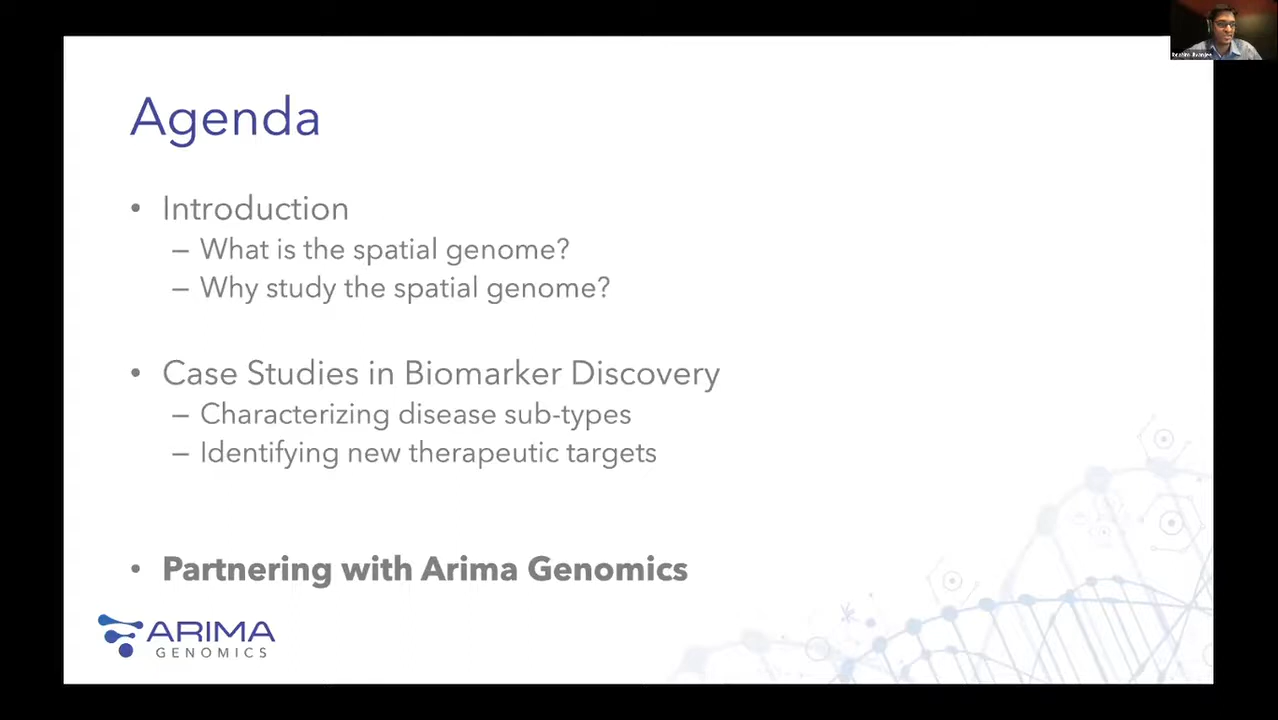 Agenda
• Introduction
– What is the spatial genome?
– Why study the spatial genome?
• Case Studies in Biomarker Discovery
– Characterizing disease sub-types
– Identifying new therapeutic targets
• Partnering with Arima Genomics
ARIMA
GENOMICS